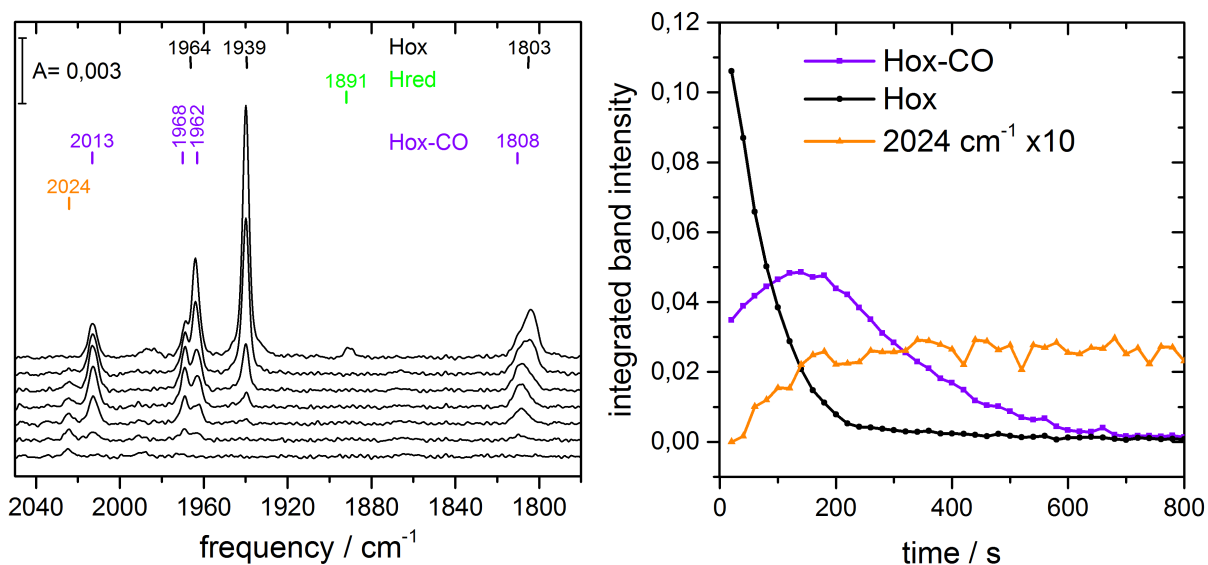 1964 1939 Hox 1803
A= 0,003
1891 Hred
2013 1968 1962 Hox-CO 1808
2024
2040 2000 1960 1920 1880 1840 1800
frequency / cm⁻¹
0,12
0,10
0,08
0,06
0,04
0,02
0,00
integrated band intensity
Hox-CO
Hox
2024 cm⁻¹ x10
0 200 400 600 800
time / s